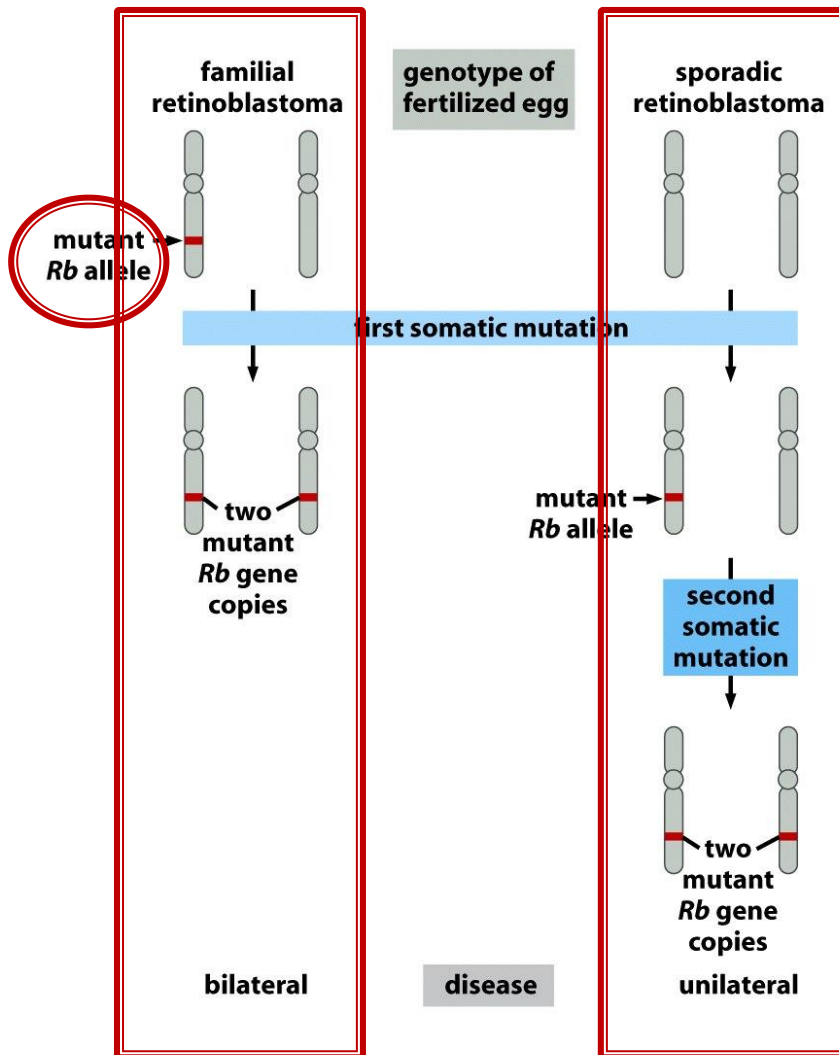 familial
retinoblastoma
genotype of
fertilized egg
sporadic
retinoblastoma
mutant
Rb allele
first somatic mutation
two
mutant
Rb gene
copies
mutant
Rb allele
second
somatic
mutation
two
mutant
Rb gene
copies
bilateral
disease
unilateral